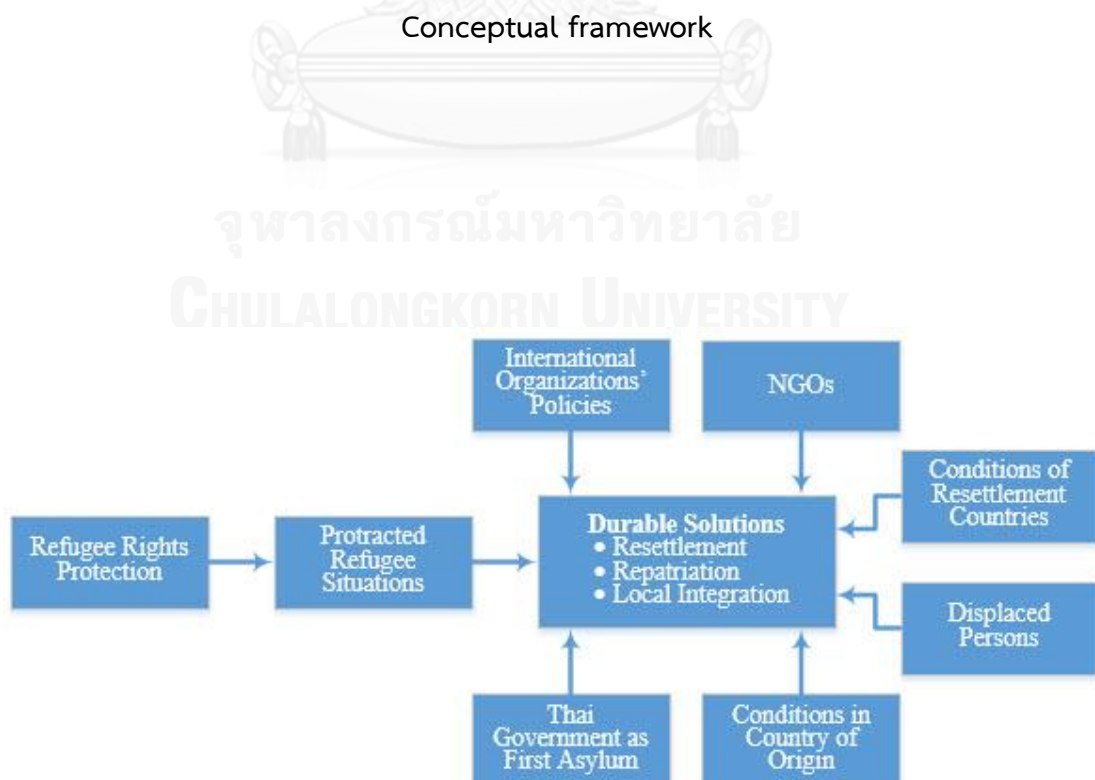 Conceptual framework
จุฬาลงกรณ์มหาวิทยาลัย
CHULALONGKORN UNIVERSITY
International
Organizations'
Policies
NGOs
Conditions of
Resettlement
Countries
Refugee Rights
Protection
Protracted
Refugee
Situations
Durable Solutions
• Resettlement
• Repatriation
• Local Integration
Displaced
Persons
Thai
Government as
First Asylum
Conditions in
Country of
Origin